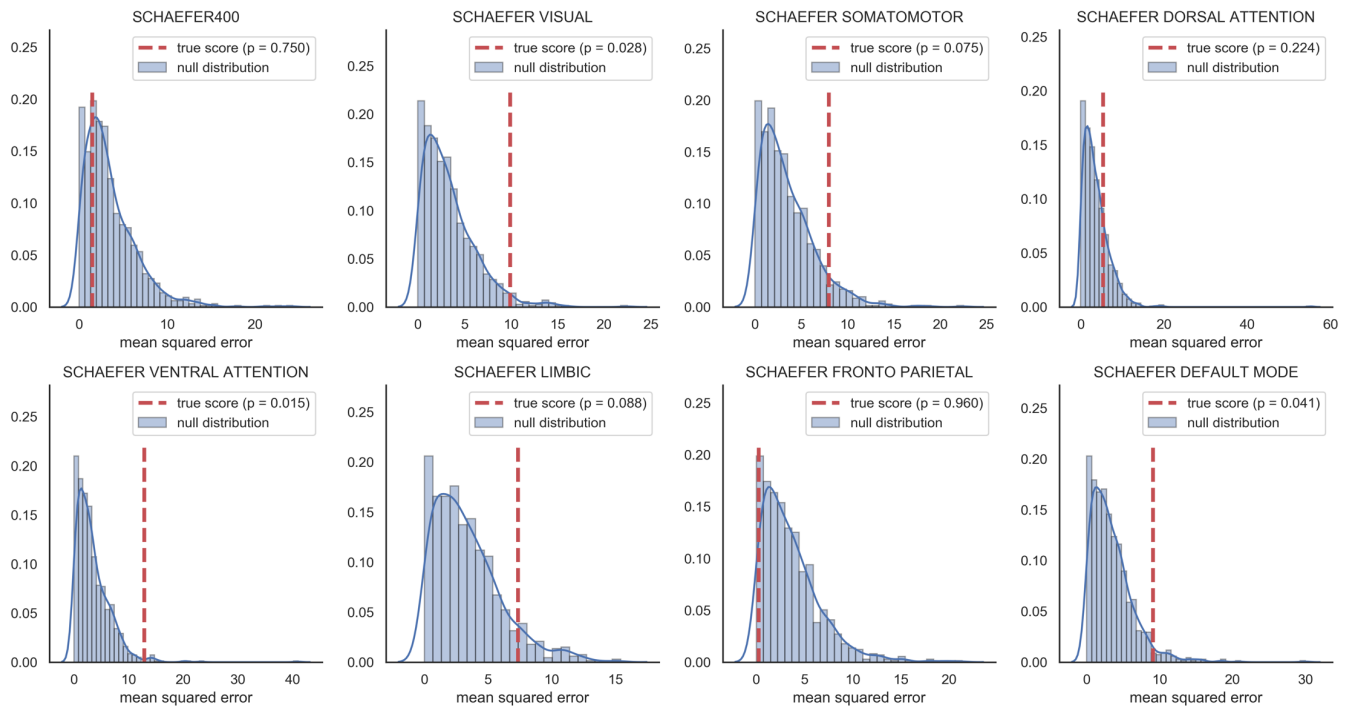 SCHAEFER400
true score (p = 0.750)
null distribution
0.25
0.20
0.15
0.10
0.05
0.00
0
10
20
mean squared error
SCHAEFER VISUAL
true score (p = 0.028)
null distribution
0.25
0.20
0.15
0.10
0.05
0.00
0
5
10
15
20
25
mean squared error
SCHAEFER SOMATOMOTOR
true score (p = 0.075)
null distribution
0.25
0.20
0.15
0.10
0.05
0.00
0
5
10
15
20
25
mean squared error
SCHAEFER DORSAL ATTENTION
true score (p = 0.224)
null distribution
0.25
0.20
0.15
0.10
0.05
0.00
0
20
40
60
mean squared error
SCHAEFER VENTRAL ATTENTION
true score (p = 0.015)
null distribution
0.25
0.20
0.15
0.10
0.05
0.00
0
10
20
30
40
mean squared error
SCHAEFER LIMBIC
true score (p = 0.088)
null distribution
0.25
0.20
0.15
0.10
0.05
0.00
0
5
10
15
mean squared error
SCHAEFER FRONTO PARIETAL
true score (p = 0.960)
null distribution
0.25
0.20
0.15
0.10
0.05
0.00
0
5
10
15
20
mean squared error
SCHAEFER DEFAULT MODE
true score (p = 0.041)
null distribution
0.25
0.20
0.15
0.10
0.05
0.00
0
10
20
30
mean squared error